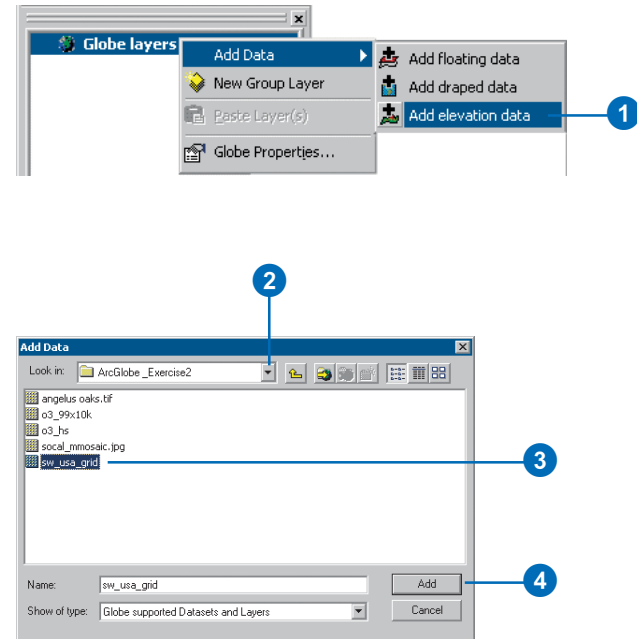 Globe layers
Add Data
New Group Layer
Paste Layer(s)
Globe Properties...
Add floating data
Add draped data
Add elevation data
1
2
Add Data
Look in: ArcGlobe_Exercise2
angelus oaks.tif
o3_99x10k
o3_hs
socal_mmosaic.jpg
sw_usa_grid
3
Name: sw_usa_grid Add
4
Show of type: Globe supported Datasets and Layers Cancel